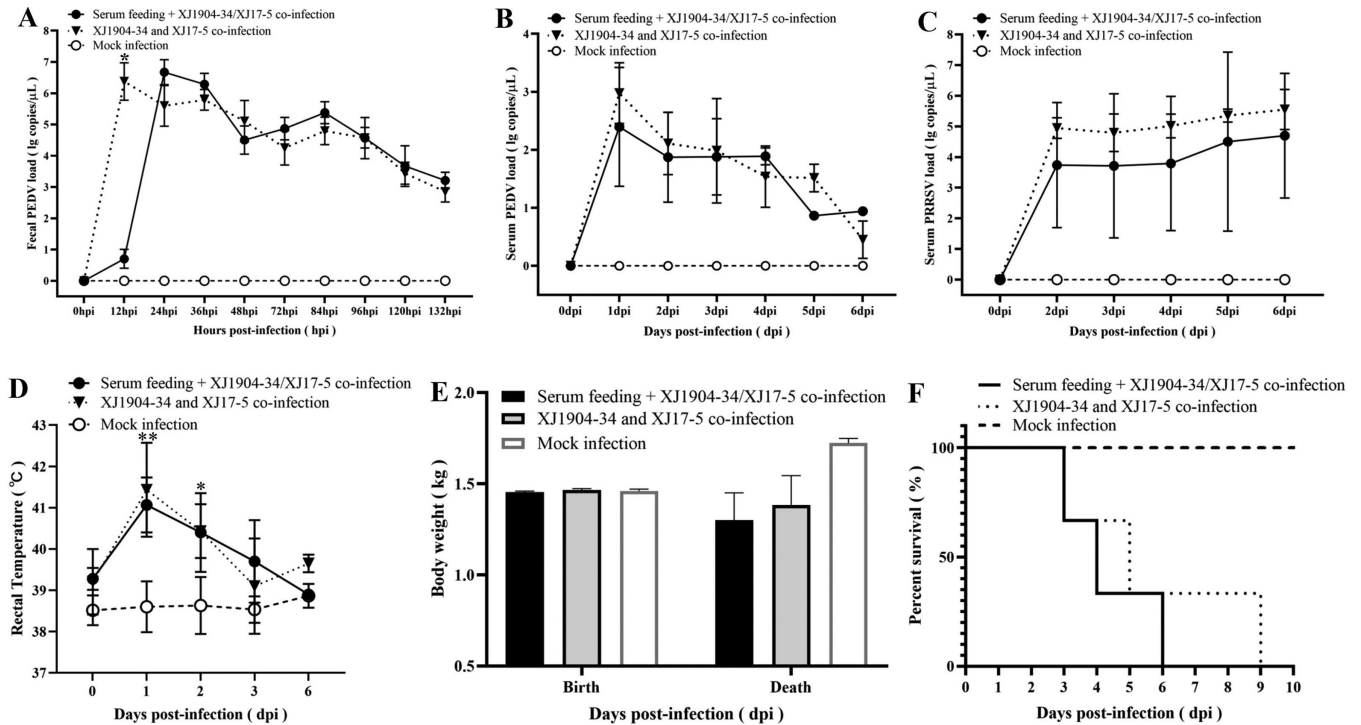 A
Serum feeding + XJ1904-34/XJ17-5 co-infection
XJ1904-34 and XJ17-5 co-infection
Mock infection
Fecal PEDV load ( lg copies/μL )
8
7
6
5
4
3
2
1
0
*
0hpi 12hpi 24hpi 36hpi 48hpi 72hpi 84hpi 96hpi 120hpi 132hpi
Hours post-infection ( hpi )
B
Serum feeding + XJ1904-34/XJ17-5 co-infection
XJ1904-34 and XJ17-5 co-infection
Mock infection
Serum PEDV load ( lg copies/μL )
4
3
2
1
0
0dpi 1dpi 2dpi 3dpi 4dpi 5dpi 6dpi
Days post-infection ( dpi )
C
Serum feeding + XJ1904-34/XJ17-5 co-infection
XJ1904-34 and XJ17-5 co-infection
Mock infection
Serum PRRSV load ( lg copies/μL )
8
7
6
5
4
3
2
1
0
0dpi 2dpi 3dpi 4dpi 5dpi 6dpi
Days post-infection ( dpi )
D
Serum feeding + XJ1904-34/XJ17-5 co-infection
XJ1904-34 and XJ17-5 co-infection
Mock infection
Rectal Temperature ( °C )
43
42
41
40
39
38
37
**
*
0 1 2 3 6
Days post-infection ( dpi )
E
Serum feeding + XJ1904-34/XJ17-5 co-infection
XJ1904-34 and XJ17-5 co-infection
Mock infection
Body weight ( kg )
2.0
1.5
1.0
0.5
Birth Death
Days post-infection ( dpi )
F
Serum feeding + XJ1904-34/XJ17-5 co-infection
XJ1904-34 and XJ17-5 co-infection
Mock infection
Percent survival ( % )
100
50
0
0 1 2 3 4 5 6 7 8 9 10
Days post-infection ( dpi )